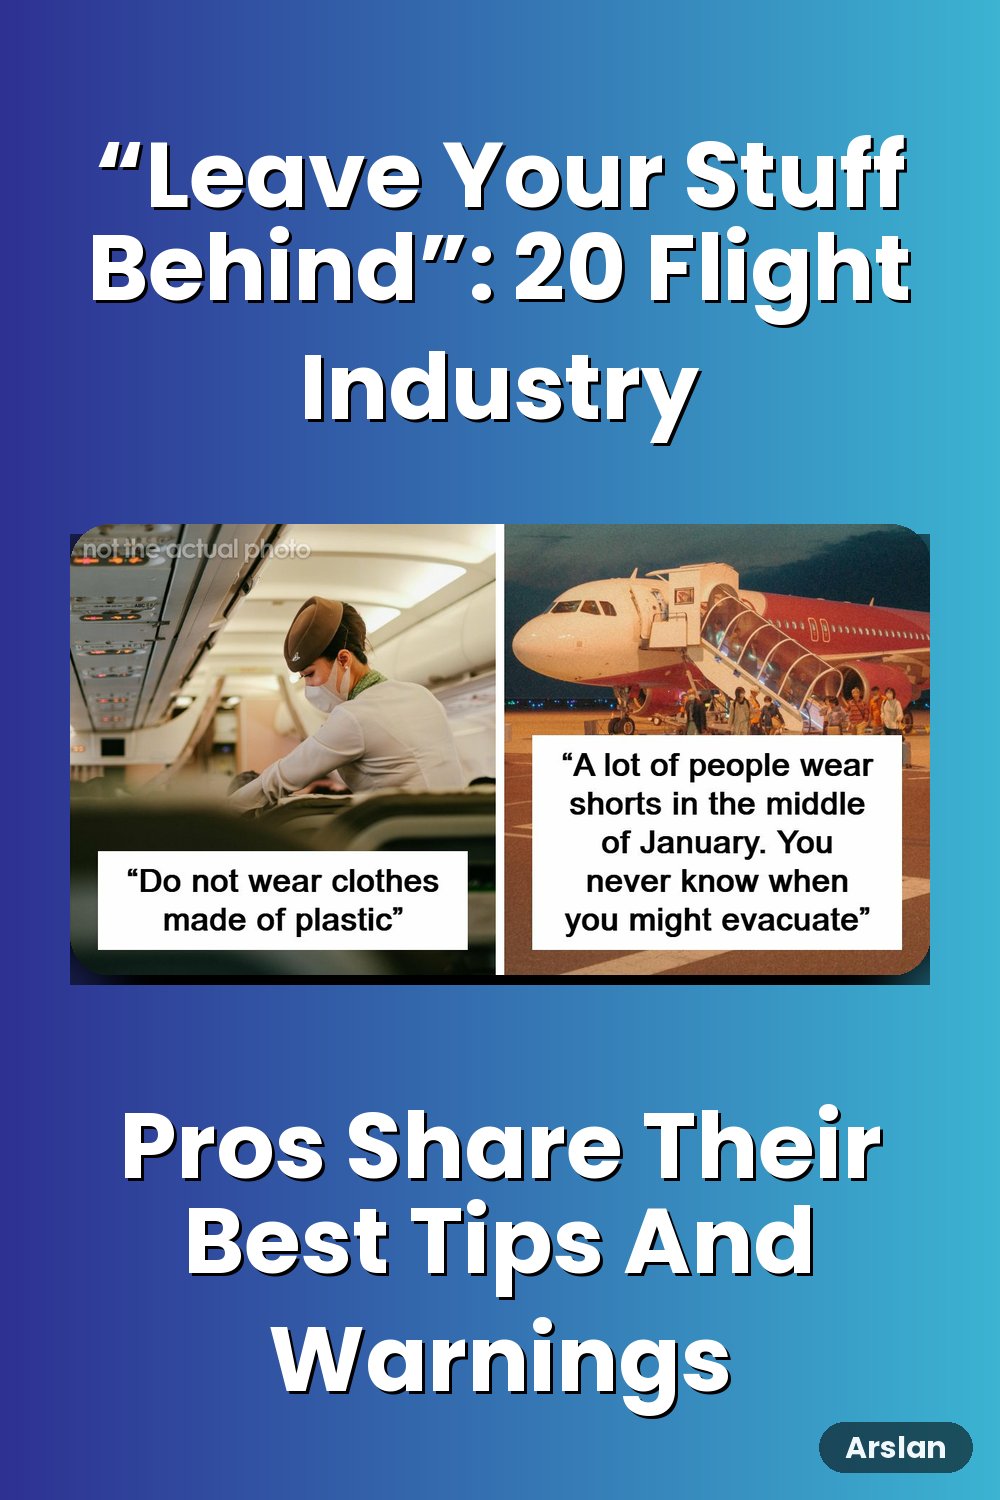 “Leave Your Stuff
Behind”: 20 Flight
Industry
not the actual photo
“Do not wear clothes
made of plastic”
“A lot of people wear
shorts in the middle
of January. You
never know when
you might evacuate”
Pros Share Their
Best Tips And
Warnings
Arslan